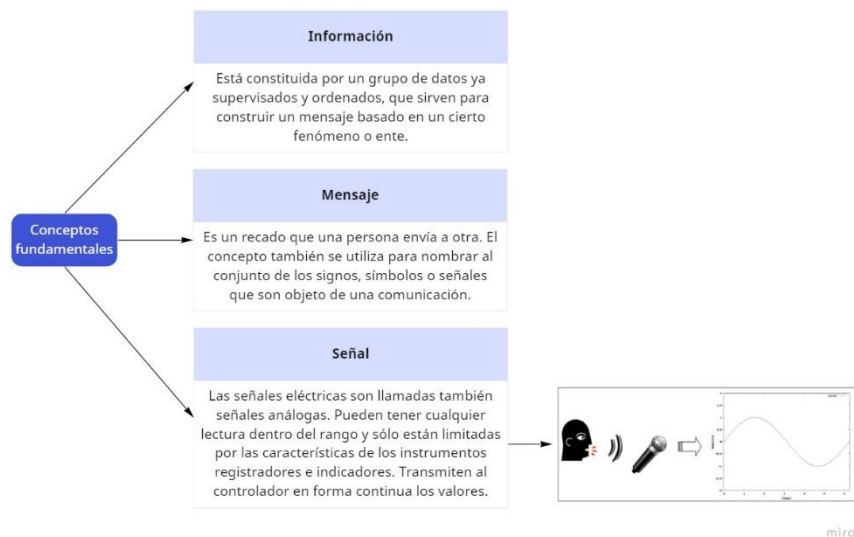 Información
Está constituida por un grupo de datos ya
supervisados y ordenados, que sirven para
construir un mensaje basado en un cierto
fenómeno o ente.
Conceptos
fundamentales
Mensaje
Es un recado que una persona envía a otra. El
concepto también se utiliza para nombrar al
conjunto de los signos, símbolos o señales
que son objeto de una comunicación.
Señal
Las señales eléctricas son llamadas también
señales análogas. Pueden tener cualquier
lectura dentro del rango y sólo están limitadas
por las características de los instrumentos
registradores e indicadores. Transmiten al
controlador en forma continua los valores.
miro